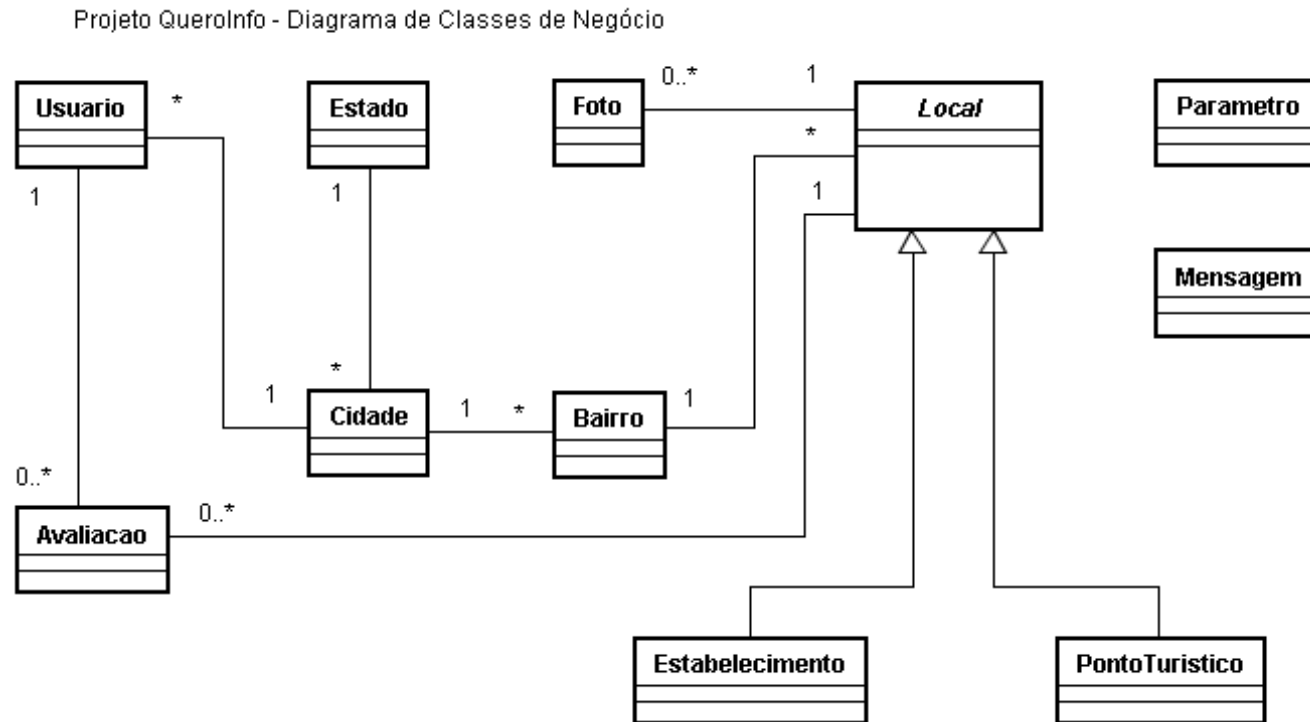 Projeto QueroInfo - Diagrama de Classes de Negócio
0..* 1
Usuario * Estado Foto Local Parametro
*
1 1 1
Mensagem
*
1 Cidade 1 * Bairro 1
0..* 0..*
Avaliacao
Estabelecimento PontoTuristico